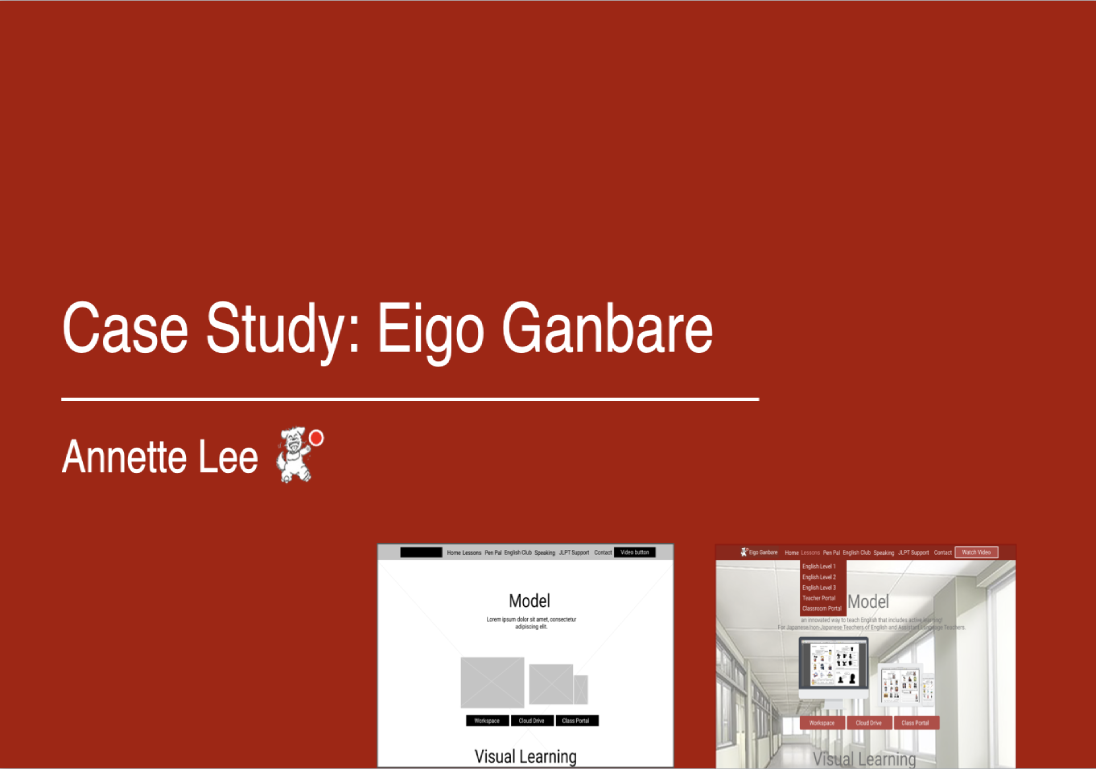 Case Study: Eigo Ganbare
Annette Lee
Home Lessons Pen Pal English Club Speaking JLPT Support Contact Video button
Model
Lorem ipsum dolor sit amet, consectetur
adipiscing elit.
Workspace Cloud Drive Class Portal
Visual Learning
Eigo Ganbare Home Lessons Pen Pal English Club Speaking JLPT Support Contact Watch Video
English Level 1
English Level 2
English Level 3
Teacher Portal
Classroom Portal
Model
an innovated way to teach English that includes active learning!
For Japanese Teachers of English and Assistant Language Teachers.
Workspace Cloud Drive Class Portal
Visual Learning